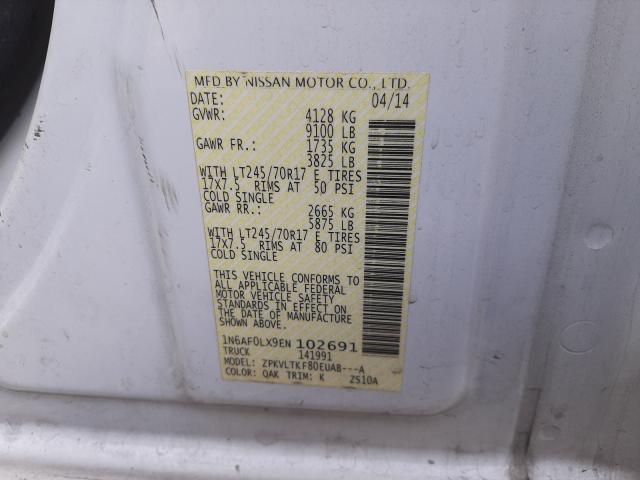 MFD BY NISSAN MOTOR CO., LTD.
DATE: 04/14
GVWR: 4128 KG
9100 LB
GAWR FR.: 1735 KG
3825 LB
WITH LT245/70R17 E TIRES
17X7.5 RIMS AT 50 PSI
COLD SINGLE
GAWR RR.: 2665 KG
5875 LB
WITH LT245/70R17 E TIRES
17X7.5 RIMS AT 80 PSI
COLD SINGLE
THIS VEHICLE CONFORMS TO
ALL APPLICABLE FEDERAL
MOTOR VEHICLE SAFETY
STANDARDS IN EFFECT ON
THE DATE OF MANUFACTURE
SHOWN ABOVE.
1N6AF0LX9EN 102691
TRUCK 141991
MODEL: ZPKVLTKF80EUAB---A
COLOR: QAK TRIM: K 2S10A